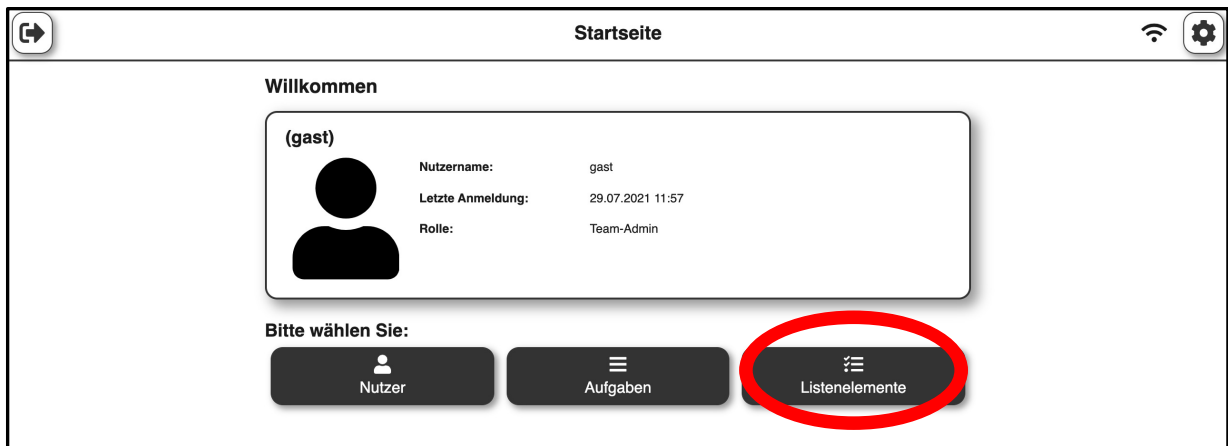 Startseite
Willkommen
(gast)
Nutzername: gast
Letzte Anmeldung: 29.07.2021 11:57
Rolle: Team-Admin
Bitte wählen Sie:
Nutzer Aufgaben Listenelemente